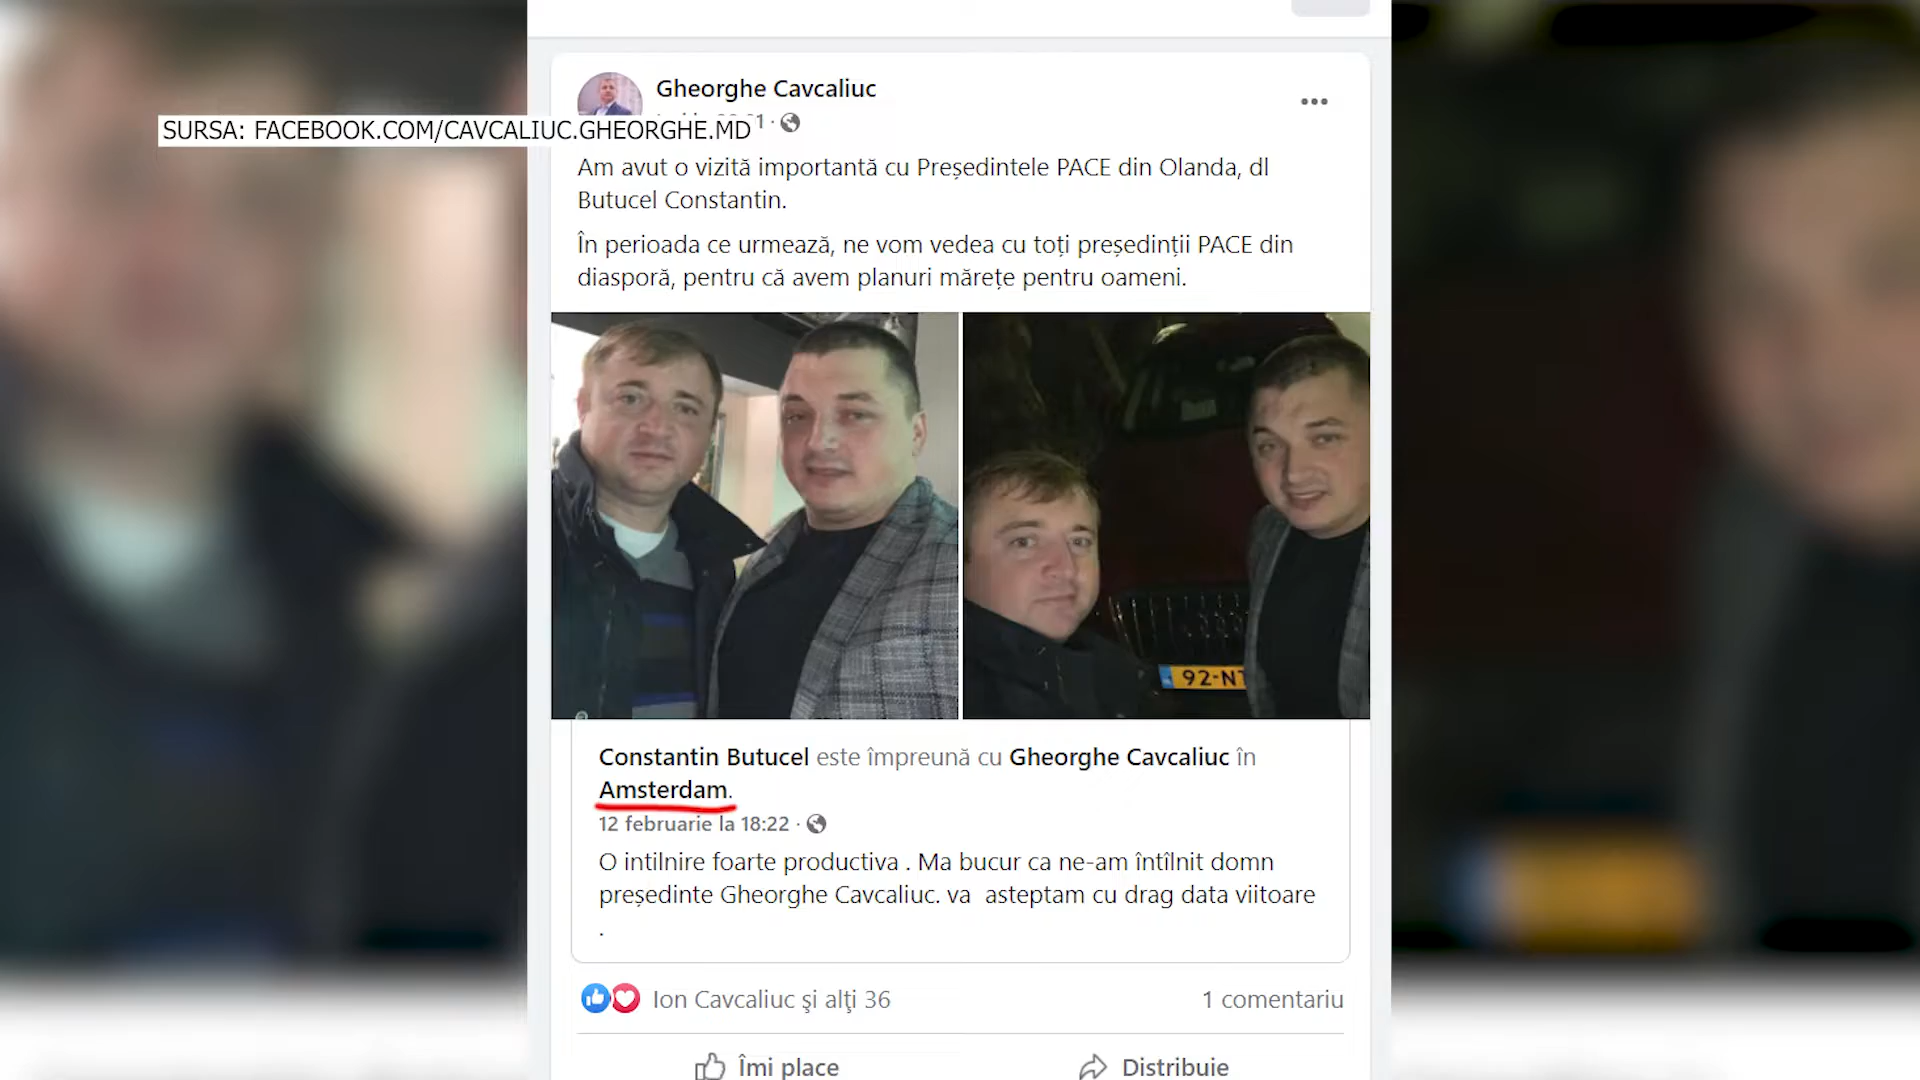 Gheorghe Cavcaliuc
SURSA: FACEBOOK.COM/CAVCALIUC.GHEORGHE.MD
Am avut o vizită importantă cu Președintele PACE din Olanda, dl
Butucel Constantin.
În perioada ce urmează, ne vom vedea cu toți președinții PACE din
diasporă, pentru că avem planuri mărețe pentru oameni.
92-NT
Constantin Butucel este împreună cu Gheorghe Cavcaliuc în
Amsterdam.
12 februarie la 18:22 ·
O intilnire foarte productiva . Ma bucur ca ne-am întîlnit domn
președinte Gheorghe Cavcaliuc. va  asteptam cu drag data viitoare
.
Ion Cavcaliuc şi alţi 36
1 comentariu
Îmi place
Distribuie